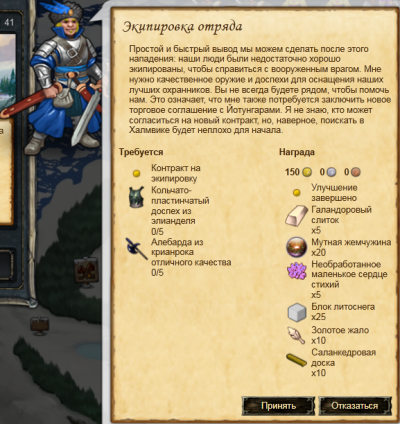 41
Экипировка отряда
Простой и быстрый вывод мы можем сделать после этого
нападения: наши люди были недостаточно хорошо
экипированы, чтобы справиться с вооруженным врагом. Мне
нужно качественное оружие и доспехи для оснащения наших
лучших охранников. Вы не всегда будете рядом, чтобы помочь
нам. Это означает, что мне также потребуется заключить новое
торговое соглашение с Йотунгарами. Я не знаю, кто может
согласиться на новый контракт, но, наверное, поискать в
Халмвике будет неплохо для начала.
Требуется
Контракт на
экипировку
Кольчато-
пластинчатый
доспех из
элианделя
0/5
Алебарда из
крианрока
отличного качества
0/5
Награда
150 0 0
Улучшение
завершено
Галандоровый
слиток
x5
Мутная жемчужина
x20
Необработанное
маленькое сердце
стихий
x5
Блок литоснега
x25
Золотое жало
x10
Саланкедровая
доска
x10
Принять Отказаться